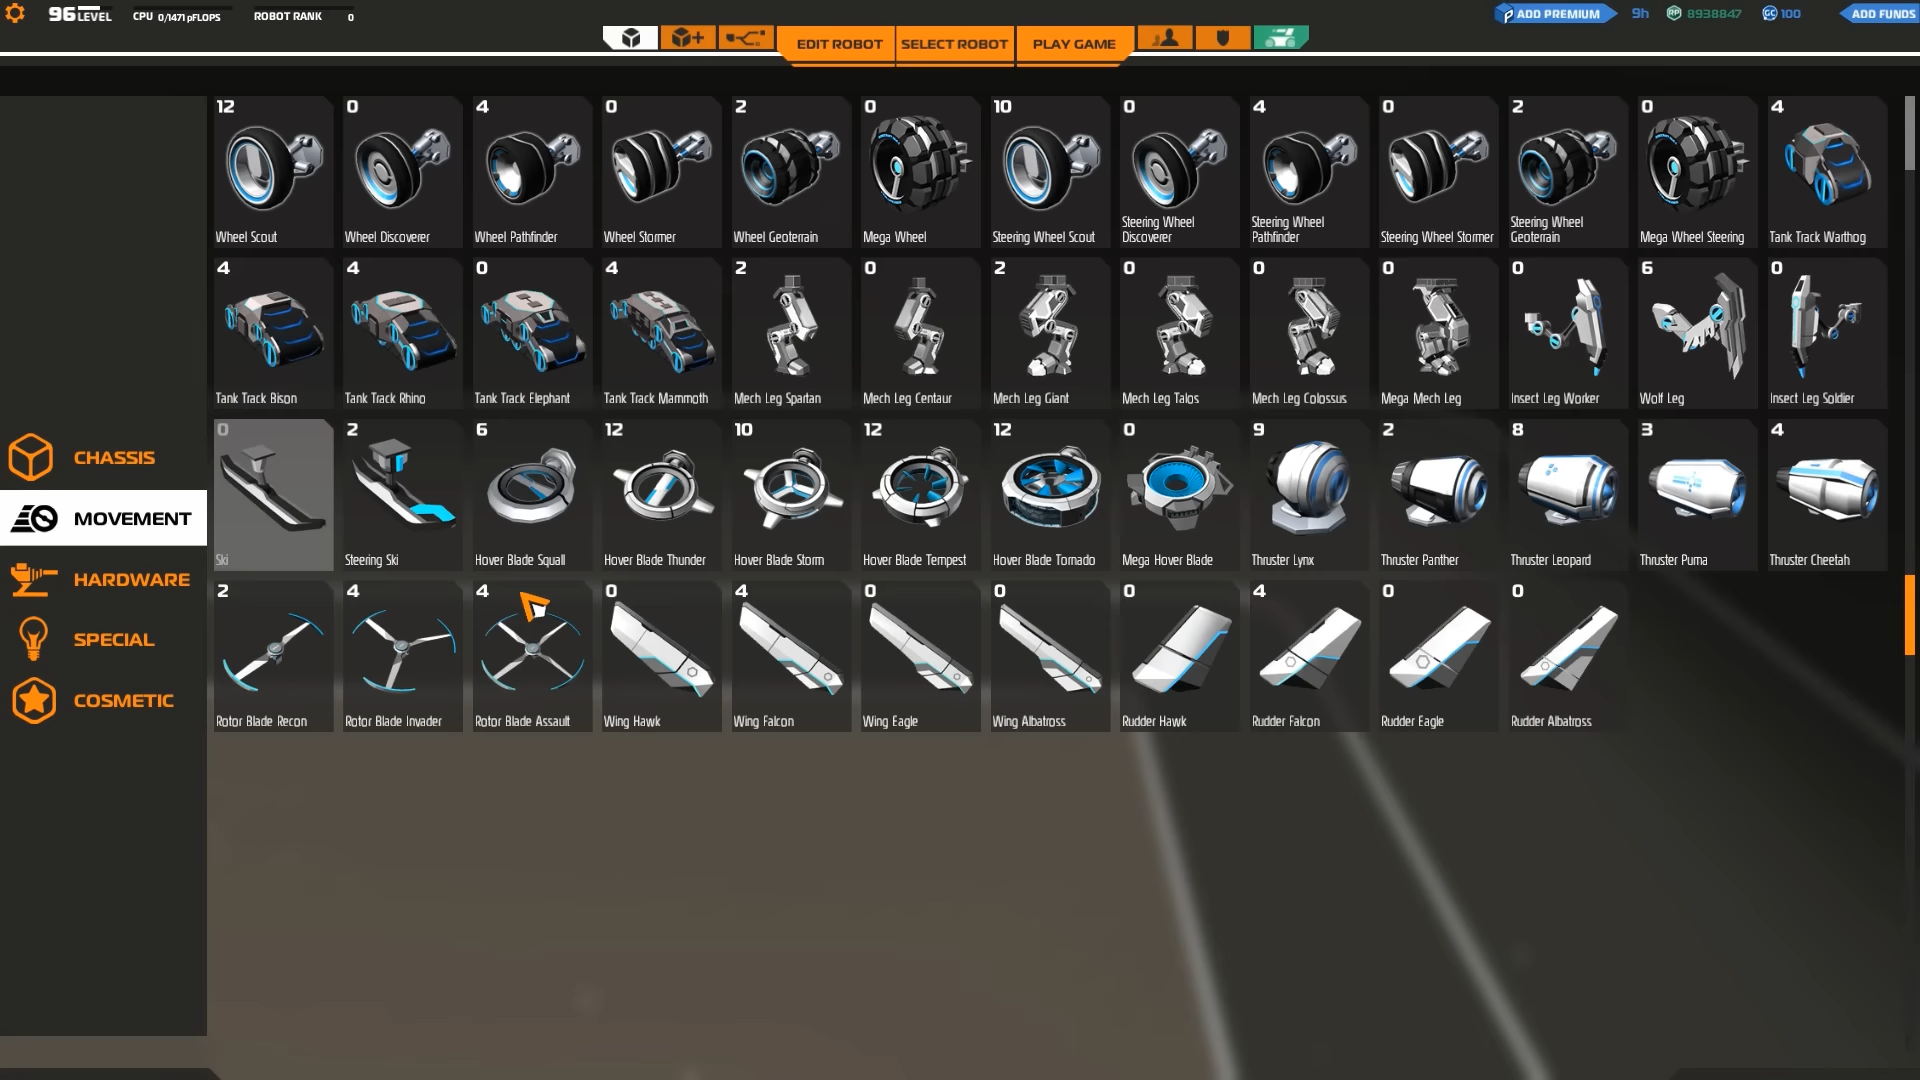 96 LEVEL CPU 0/1471 pFLOPS ROBOT RANK 0
ADD PREMIUM 9h RP 8938847 GC 100 ADD FUNDS
EDIT ROBOT SELECT ROBOT PLAY GAME
12 0 4 0 2 0 10 0 4 0 2 0 4
Wheel Scout
Wheel Discoverer
Wheel Pathfinder
Wheel Stormer
Wheel Geoterrain
Mega Wheel
Steering Wheel Scout
Steering Wheel
Discoverer
Steering Wheel
Pathfinder
Steering Wheel Stormer
Steering Wheel
Geoterrain
Mega Wheel Steering
Tank Track Warthog
4 4 0 4 2 0 2 0 0 0 0 6 0
Tank Track Bison
Tank Track Rhino
Tank Track Elephant
Tank Track Mammoth
Mech Leg Spartan
Mech Leg Centaur
Mech Leg Giant
Mech Leg Talos
Mech Leg Colossus
Mega Mech Leg
Insect Leg Worker
Wolf Leg
Insect Leg Soldier
0 2 6 12 10 12 12 0 9 2 8 3 4
Ski
Steering Ski
Hover Blade Squall
Hover Blade Thunder
Hover Blade Storm
Hover Blade Tempest
Hover Blade Tornado
Mega Hover Blade
Thruster Lynx
Thruster Panther
Thruster Leopard
Thruster Puma
Thruster Cheetah
2 4 4 0 4 0 0 0 4 0 0
Rotor Blade Recon
Rotor Blade Invader
Rotor Blade Assault
Wing Hawk
Wing Falcon
Wing Eagle
Wing Albatross
Rudder Hawk
Rudder Falcon
Rudder Eagle
Rudder Albatross
CHASSIS
MOVEMENT
HARDWARE
SPECIAL
COSMETIC